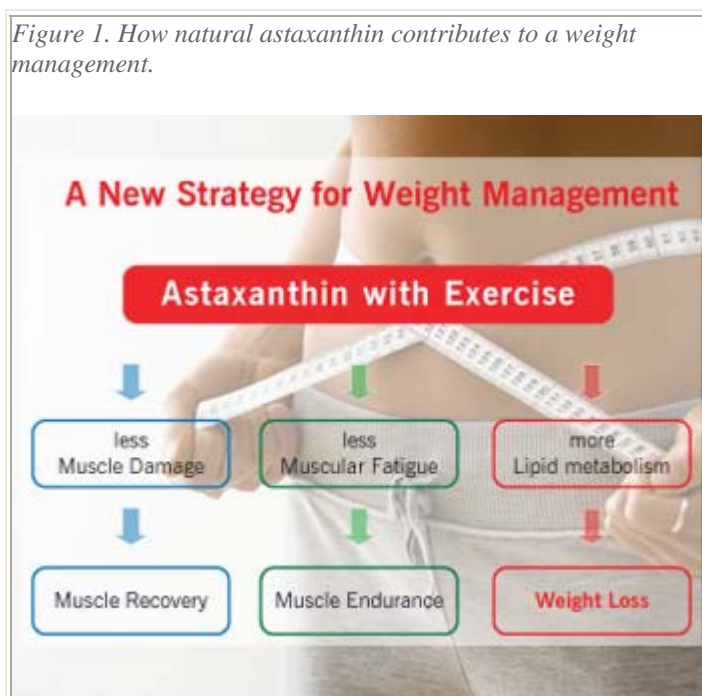 Figure 1. How natural astaxanthin contributes to a weight
management.
A New Strategy for Weight Management
Astaxanthin with Exercise
less
Muscle Damage
less
Muscular Fatigue
more
Lipid metabolism
Muscle Recovery
Muscle Endurance
Weight Loss